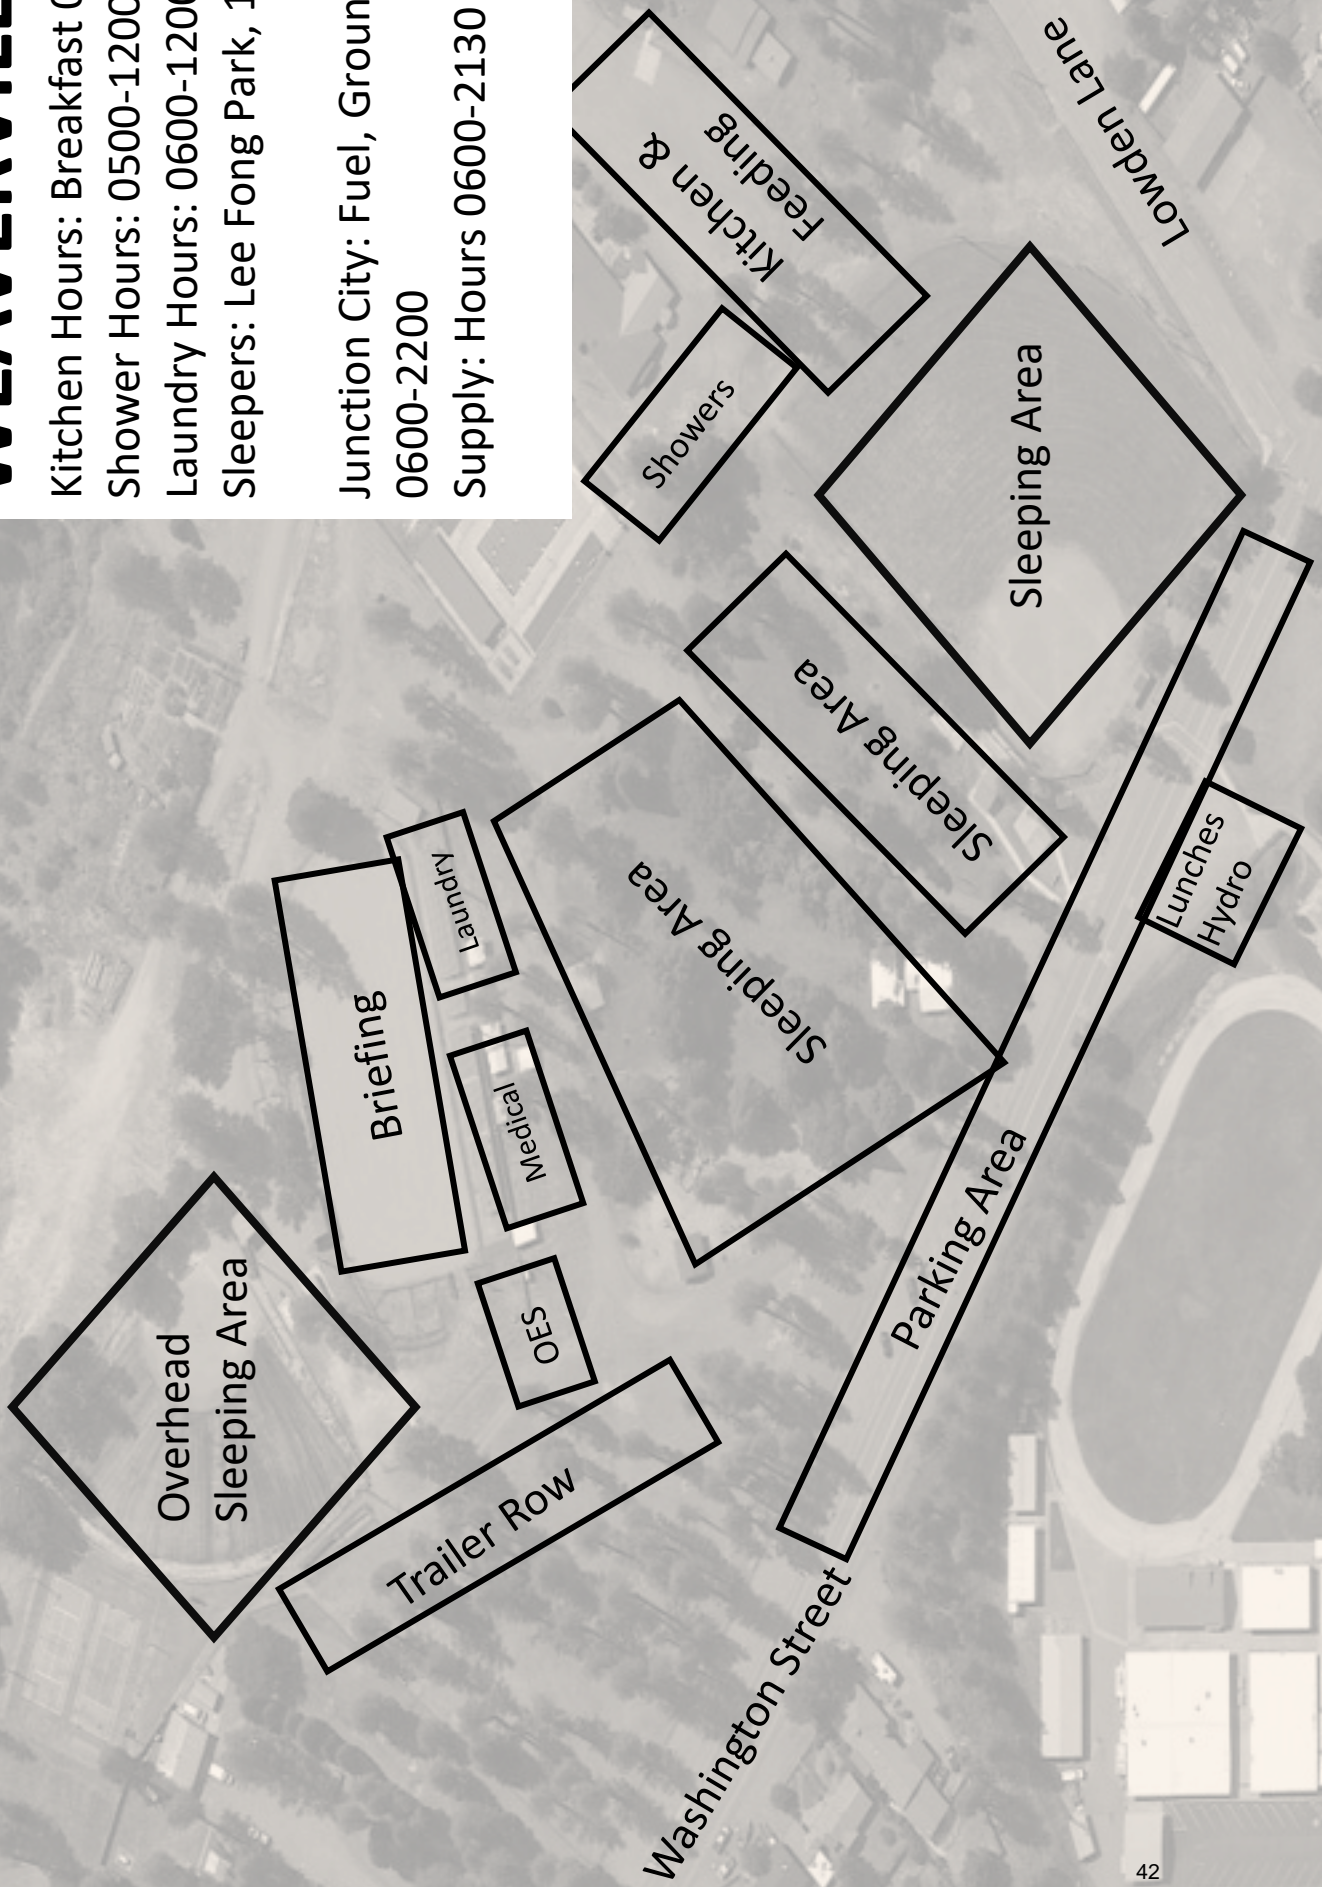 Kitchen Hours: Breakfast
Shower Hours: 0500-1200
Laundry Hours: 0600-1200
Sleepers: Lee Fong Park, 1
Junction City: Fuel, Groun
0600-2200
Supply: Hours 0600-2130
Overhead
Sleeping Area
Trailer Row
Briefing
Laundry
Medical
OES
Sleeping Area
Sleeping Area
Sleeping Area
Showers
Kitchen &
Feeding
Lowden Lane
Parking Area
Lunches
Hydro
Washington Street
42